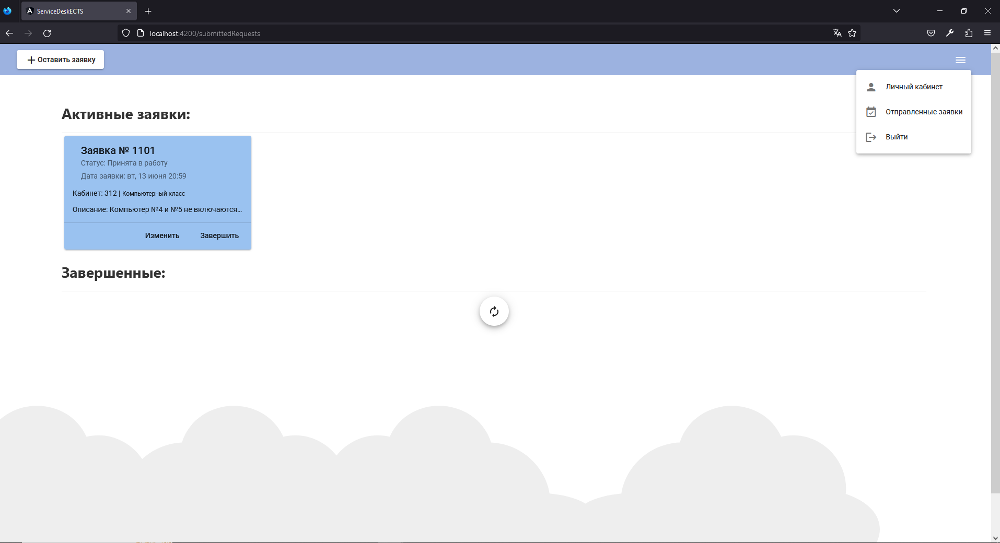 ServiceDeskECTS
localhost:4200/submittedRequests
Оставить заявку
Личный кабинет
Отправленные заявки
Выйти
Активные заявки:
Заявка № 1101
Статус: Принята в работу
Дата заявки: вт, 13 июня 20:59
Кабинет: 312 | Компьютерный класс
Описание: Компьютер №4 и №5 не включаются...
Изменить Завершить
Завершенные: